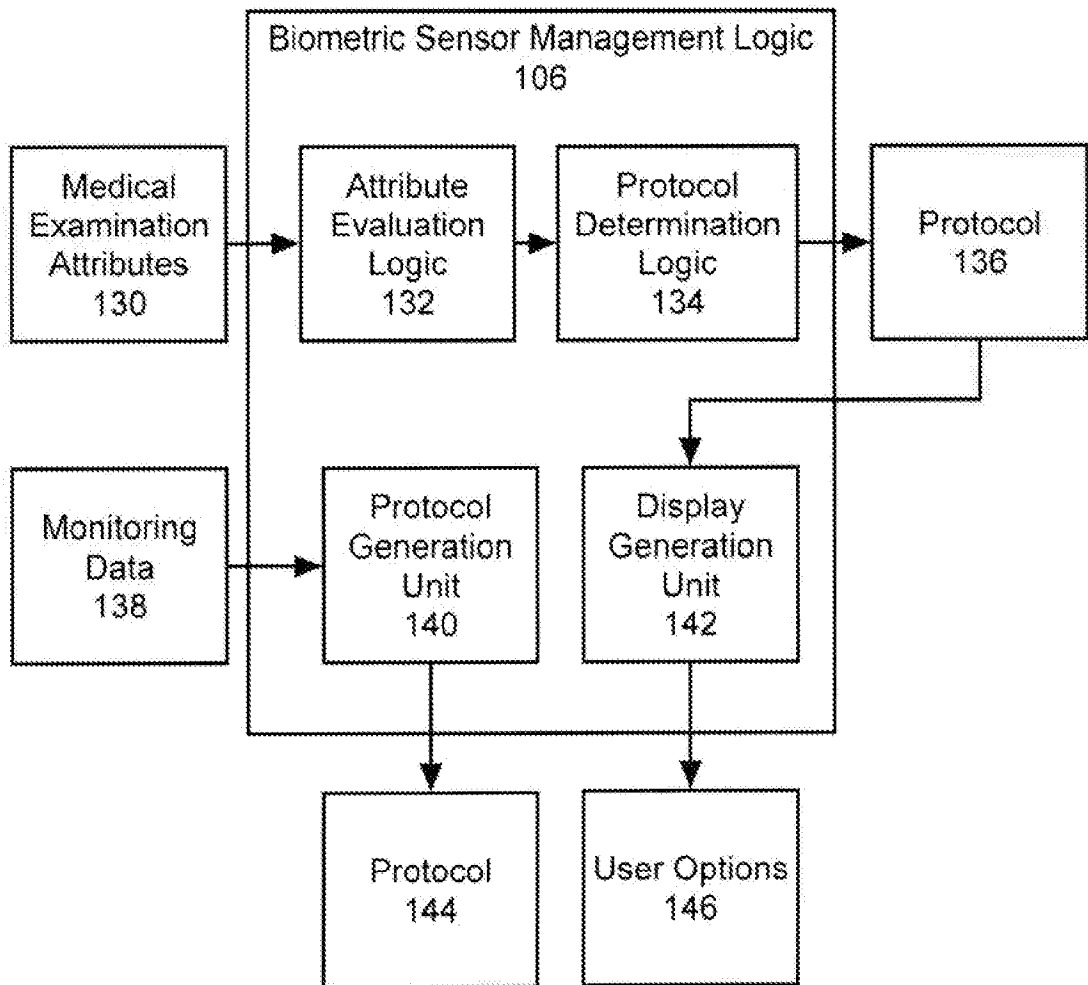 Biometric Sensor Management Logic
106
Medical
Examination
Attributes
130
Attribute
Evaluation
Logic
132
Protocol
Determination
Logic
134
Protocol
136
Monitoring
Data
138
Protocol
Generation
Unit
140
Display
Generation
Unit
142
Protocol
144
User Options
146